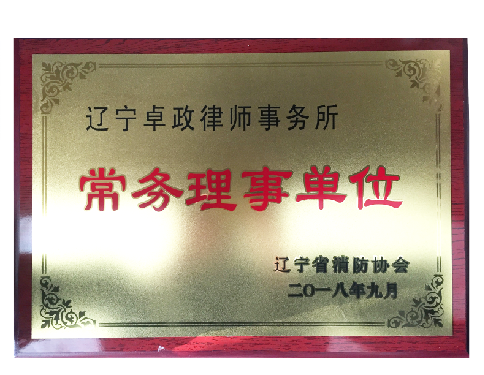 辽宁卓政律师事务所
常务理事单位
辽宁省消防协会
二〇一八年九月